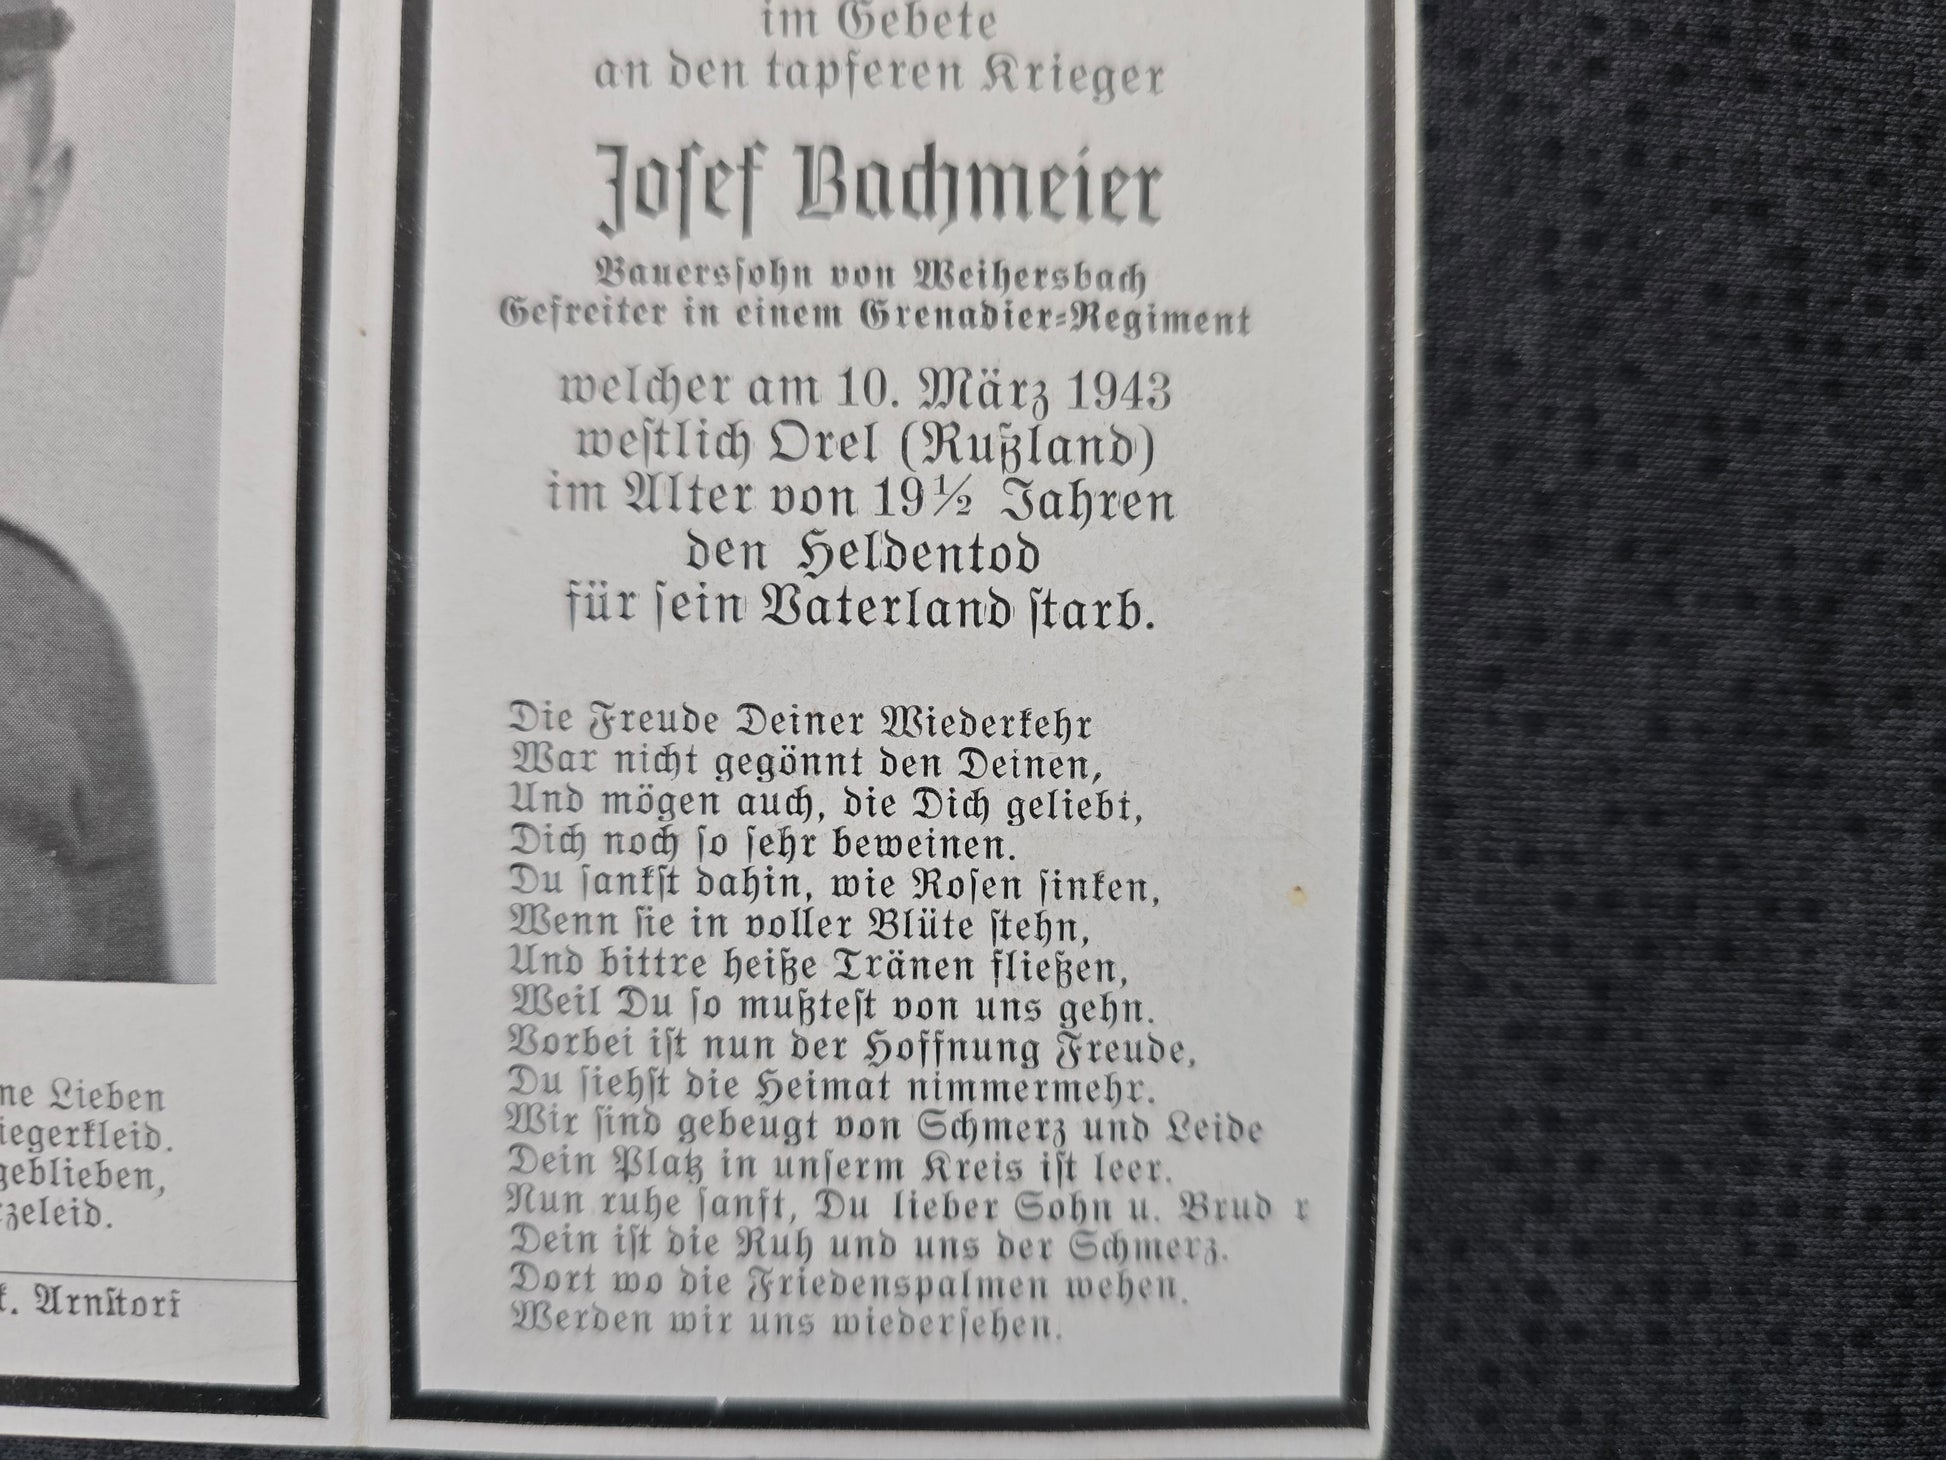 im Gebete
an den tapferen Krieger
Josef Bachmeier
Bauerssohn von Weihersbach
Gefreiter in einem Grenadier-Regiment
welcher am 10. März 1943
westlich Orel (Rußland)
im Alter von 19½ Jahren
den Heldentod
für sein Vaterland starb.
Die Freude Deiner Wiederkehr
War nicht gegönnt den Deinen,
Und mögen auch, die Dich geliebt,
Dich noch so sehr beweinen.
Du sankst dahin, wie Rosen sinken,
Wenn sie in voller Blüte stehn,
Und bittre heiße Tränen fließen,
Weil Du so mußtest von uns gehn.
Vorbei ist nun der Hoffnung Freude,
Du siehst die Heimat nimmermehr.
Wir sind gebeugt von Schmerz und Leide
Dein Platz in unserm Kreis ist leer.
Nun ruhe sanft, Du lieber Sohn u. Brud r
Dein ist die Ruh und uns der Schmerz.
Dort wo die Friedenspalmen wehen.
Werden wir uns wiedersehen.
ne Lieben
iegerkleid.
geblieben,
zeleid.
k. Arnstorf